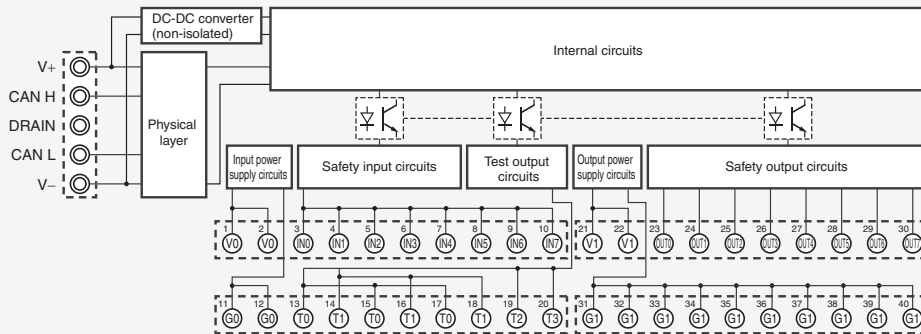 DC-DC converter
(non-isolated)
Internal circuits
V+
CAN H
DRAIN
CAN L
V−
Physical
layer
Input power
supply circuits
Safety input circuits
Test output
circuits
Output power
supply circuits
Safety output circuits
1 2 3 4 5 6 7 8 9 10 21 22 23 24 25 26 27 28 29 30
V0 V0 IN0 IN1 IN2 IN3 IN4 IN5 IN6 IN7 V1 V1 OUT0 OUT1 OUT2 OUT3 OUT4 OUT5 OUT6 OUT7
11 12 13 14 15 16 17 18 19 20 31 32 33 34 35 36 37 38 39 40
G0 G0 T0 T1 T0 T1 T0 T1 T2 T3 G1 G1 G1 G1 G1 G1 G1 G1 G1 G1